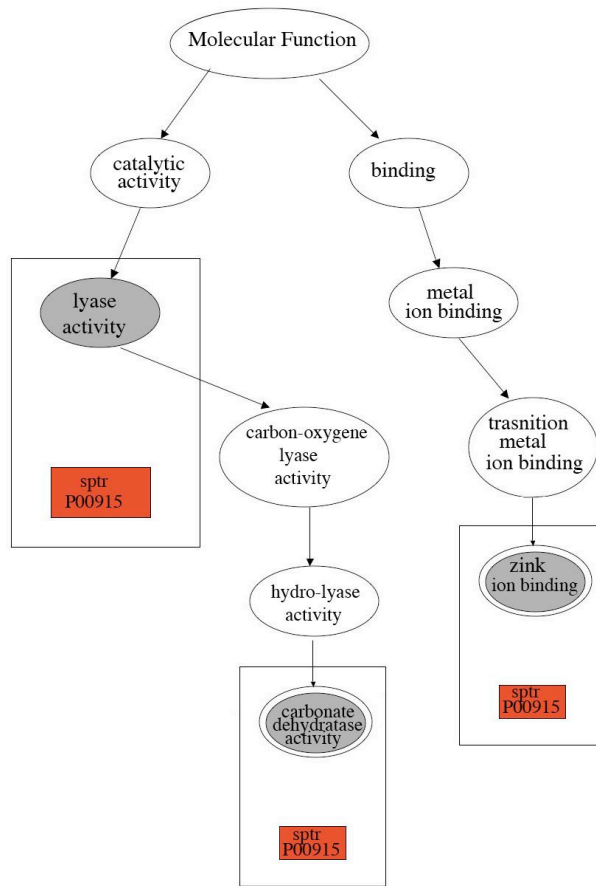 Molecular Function
catalytic
activity
binding
lyase
activity
metal
ion binding
carbon-oxygene
lyase
activity
trasnition
metal
ion binding
sptr
P00915
zink
ion binding
hydro-lyase
activity
sptr
P00915
carbonate
dehydratase
activity
sptr
P00915